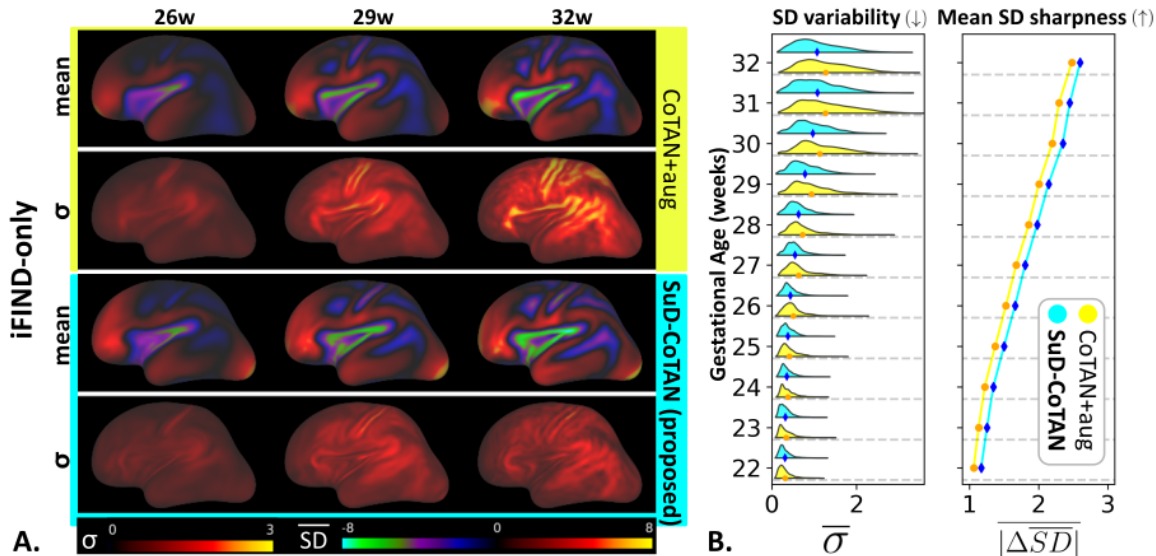 26w 29w 32w
iFIND-only
mean
σ
CoTAN+aug
mean
σ
SuD-CoTAN (proposed)
A.
σ 0 3
SD -8 0 8
SD variability (↓)
Gestational Age (weeks)
32
31
30
29
28
27
26
25
24
23
22
0 2
σ
B.
Mean SD sharpness (↑)
CoTAN+aug
SuD-CoTAN
1 2 3
|ΔSD|